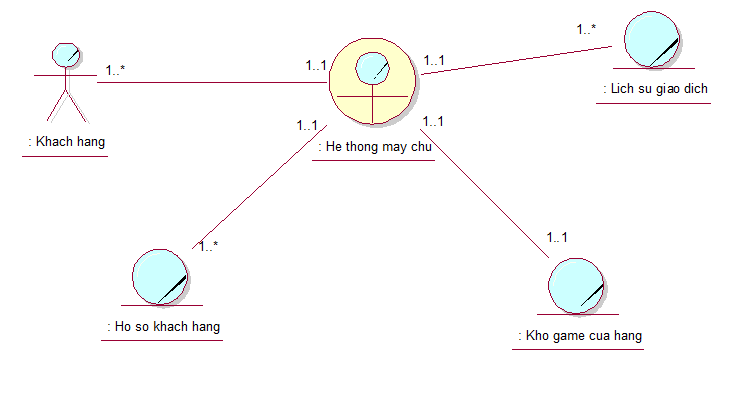 1..*
: Lich su giao dich
1..*
1..1
1..1
: Khach hang
1..1
1..1
: He thong may chu
1..*
1..1
: Ho so khach hang
: Kho game cua hang